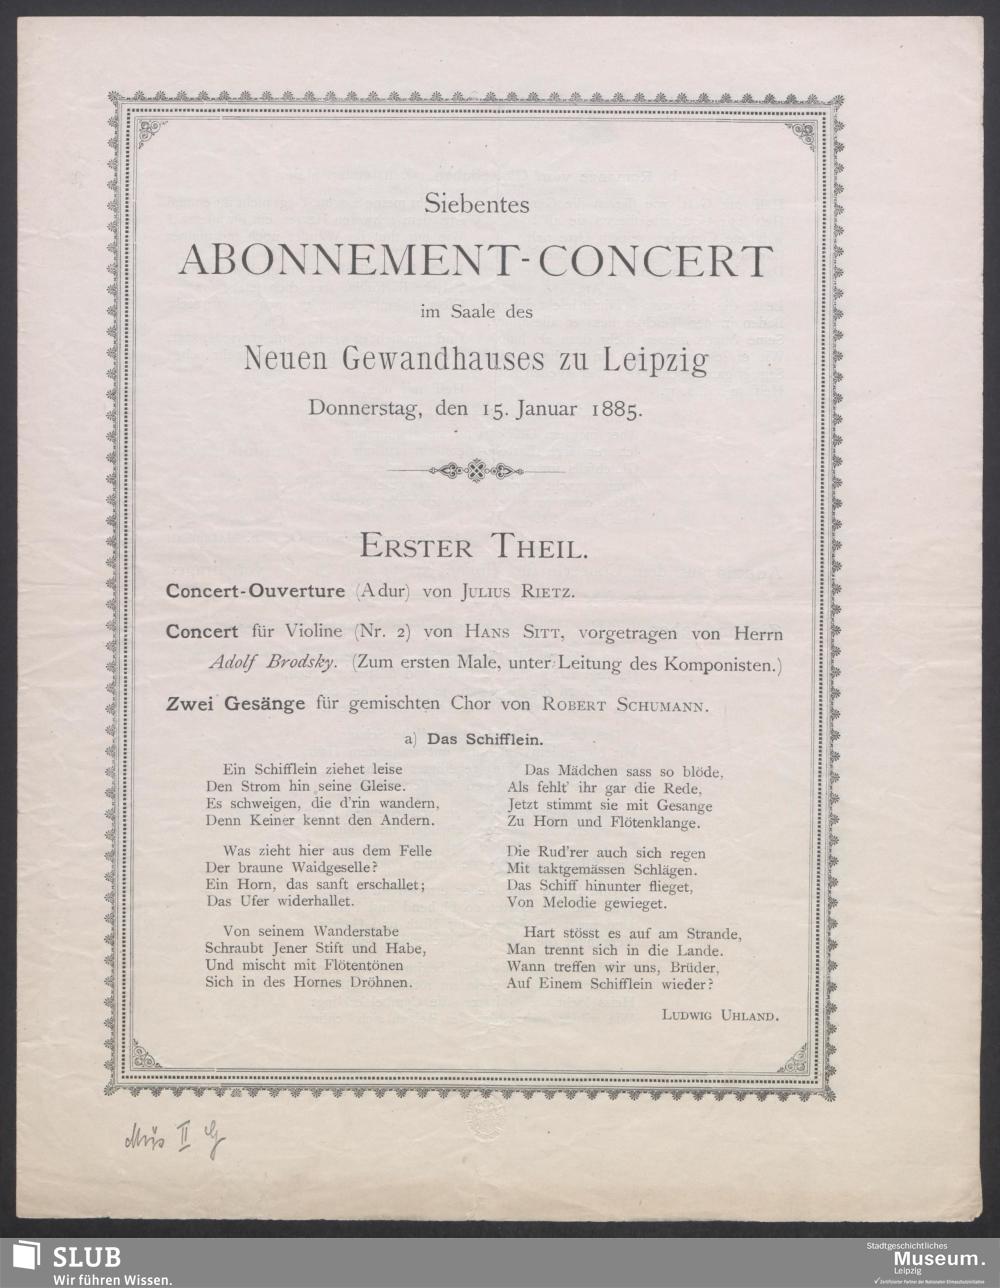 Siebentes
ABONNEMENT-CONCERT
im Saale des
Neuen Gewandhauses zu Leipzig
Donnerstag, den 15. Januar 1885.
ERSTER THEIL.
Concert-Ouverture (A dur) von JULIUS RIETZ.
Concert für Violine (Nr. 2) von HANS SITT, vorgetragen von Herrn
Adolf Brodsky. (Zum ersten Male, unter Leitung des Komponisten.)
Zwei Gesänge für gemischten Chor von ROBERT SCHUMANN.
a) Das Schifflein.
Ein Schifflein ziehet leise
Den Strom hin seine Gleise.
Es schweigen, die d'rin wandern,
Denn Keiner kennt den Andern.
Was zieht hier aus dem Felle
Der braune Waidgeselle?
Ein Horn, das sanft erschallet;
Das Ufer widerhallet.
Von seinem Wanderstabe
Schraubt Jener Stift und Habe,
Und mischt mit Flötentönen
Sich in des Hornes Dröhnen.
Das Mädchen sass so blöde,
Als fehlt' ihr gar die Rede,
Jetzt stimmt sie mit Gesange
Zu Horn und Flötenklange.
Die Rud'rer auch sich regen
Mit taktgemässen Schlägen.
Das Schiff hinunter flieget,
Von Melodie gewieget.
Hart stösst es auf am Strande,
Man trennt sich in die Lande.
Wann treffen wir uns, Brüder,
Auf Einem Schifflein wieder?
LUDWIG UHLAND.
Mus II G
SLUB
Wir führen Wissen.
Stadtgeschichtliches
Museum.
Leipzig
Zertifizierter Partner der Nationalen Klimaschutzinitiative